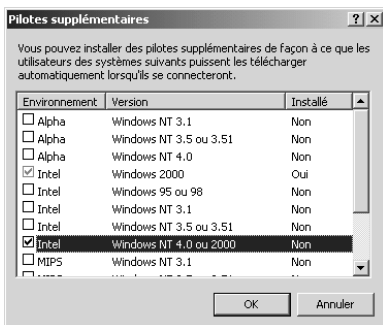 Pilotes supplémentaires
Vous pouvez installer des pilotes supplémentaires de façon à ce que les
utilisateurs des systèmes suivants puissent les télécharger
automatiquement lorsqu'ils se connecteront.
Environnement Version Installé
Alpha Windows NT 3.1 Non
Alpha Windows NT 3.5 ou 3.51 Non
Alpha Windows NT 4.0 Non
Intel Windows 2000 Oui
Intel Windows 95 ou 98 Non
Intel Windows NT 3.1 Non
Intel Windows NT 3.5 ou 3.51 Non
Intel Windows NT 4.0 ou 2000 Non
MIPS Windows NT 3.1 Non
OK Annuler